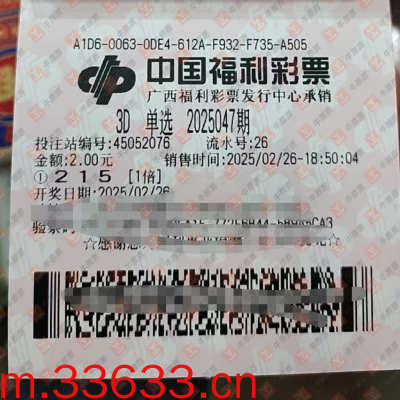 A1D6-0063-0DE4-612A-F932-F735-A505
中国福利彩票
广西福利彩票发行中心承销
3D 单选 2025047期
投注站编号:45052076 流水号:26
金额:2.00元 销售时间:2025/02/26-18:50:04
① 2 1 5 [1倍]
开奖日期:2025/02/26
m.33633.cn